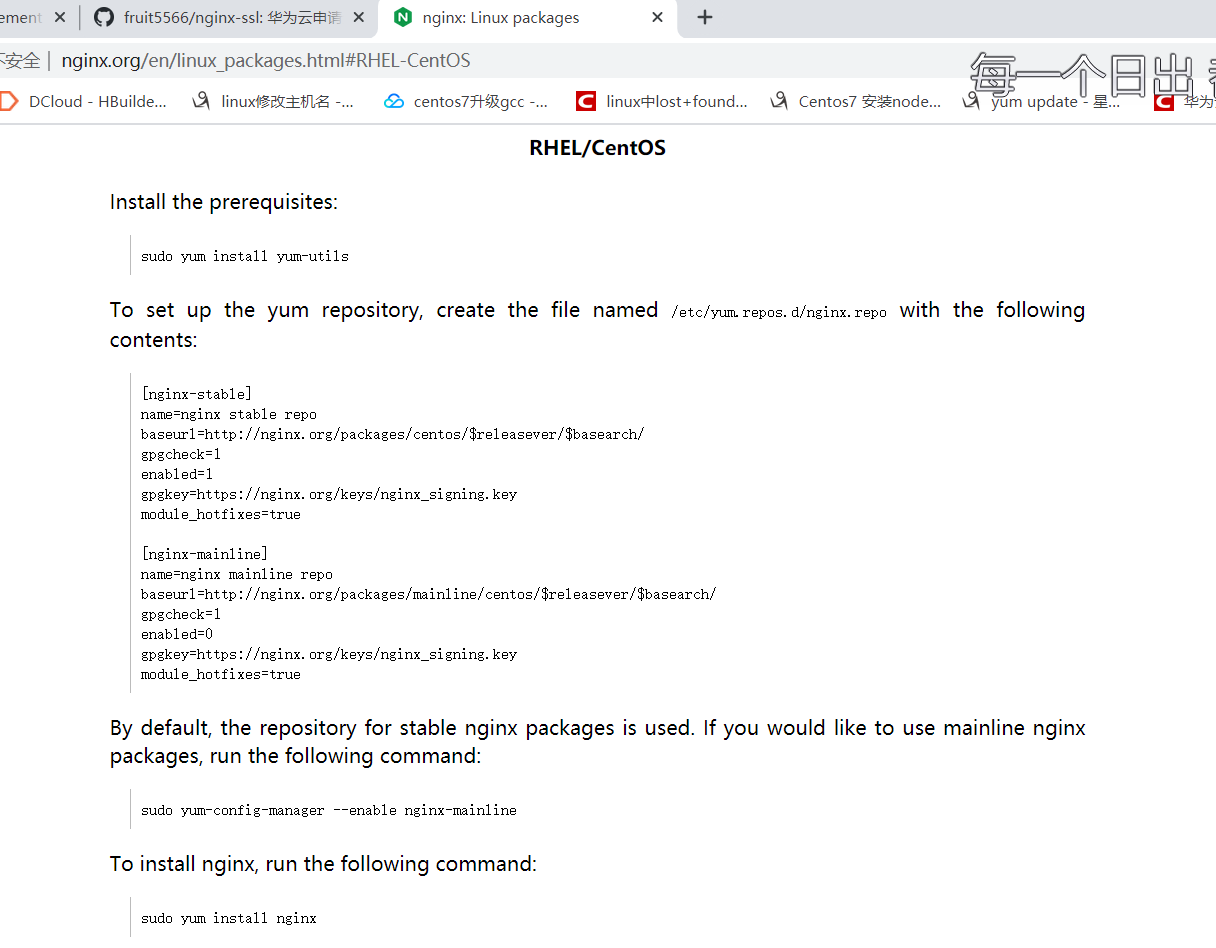 ement
fruit5566/nginx-ssl: 华为云申请
nginx: Linux packages
不安全 | nginx.org/en/linux_packages.html#RHEL-CentOS
每一个日出
DCloud - HBuilde... linux修改主机名 -... centos7升级gcc -... linux中lost+found... Centos7 安装node... yum update - 星... 华为
RHEL/CentOS
Install the prerequisites:
sudo yum install yum-utils
To set up the yum repository, create the file named /etc/yum.repos.d/nginx.repo with the following
contents:
[nginx-stable]
name=nginx stable repo
baseurl=http://nginx.org/packages/centos/$releasever/$basearch/
gpgcheck=1
enabled=1
gpgkey=https://nginx.org/keys/nginx_signing.key
module_hotfixes=true
[nginx-mainline]
name=nginx mainline repo
baseurl=http://nginx.org/packages/mainline/centos/$releasever/$basearch/
gpgcheck=1
enabled=0
gpgkey=https://nginx.org/keys/nginx_signing.key
module_hotfixes=true
By default, the repository for stable nginx packages is used. If you would like to use mainline nginx
packages, run the following command:
sudo yum-config-manager --enable nginx-mainline
To install nginx, run the following command:
sudo yum install nginx